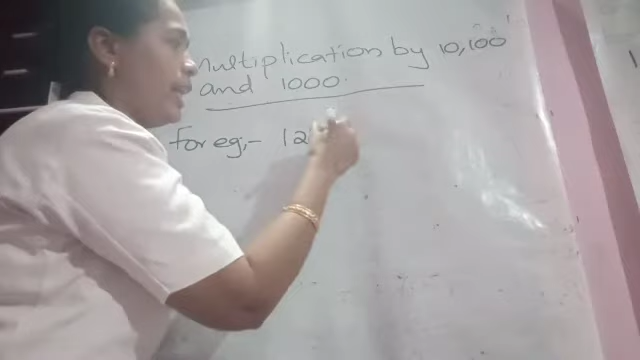 Multiplication by 10,100
and 1000.
For eg:- 12